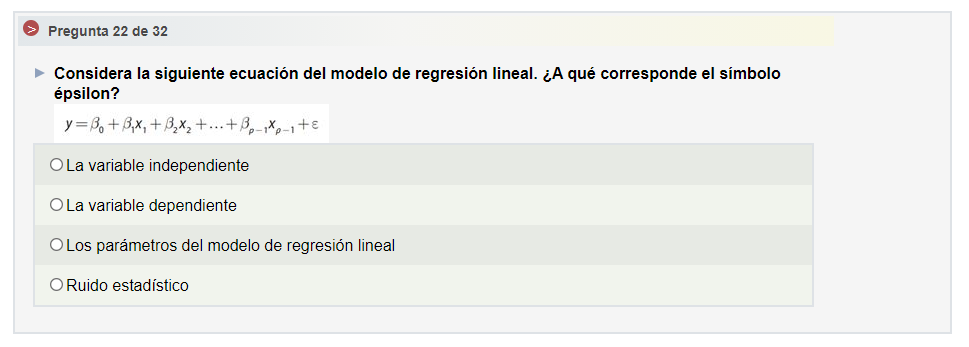 Pregunta 22 de 32
Considera la siguiente ecuación del modelo de regresión lineal. ¿A qué corresponde el símbolo
épsilon?
y=β₀+β₁x₁+β₂x₂+...+βₚ₋₁xₚ₋₁+ε
La variable independiente
La variable dependiente
Los parámetros del modelo de regresión lineal
Ruido estadístico